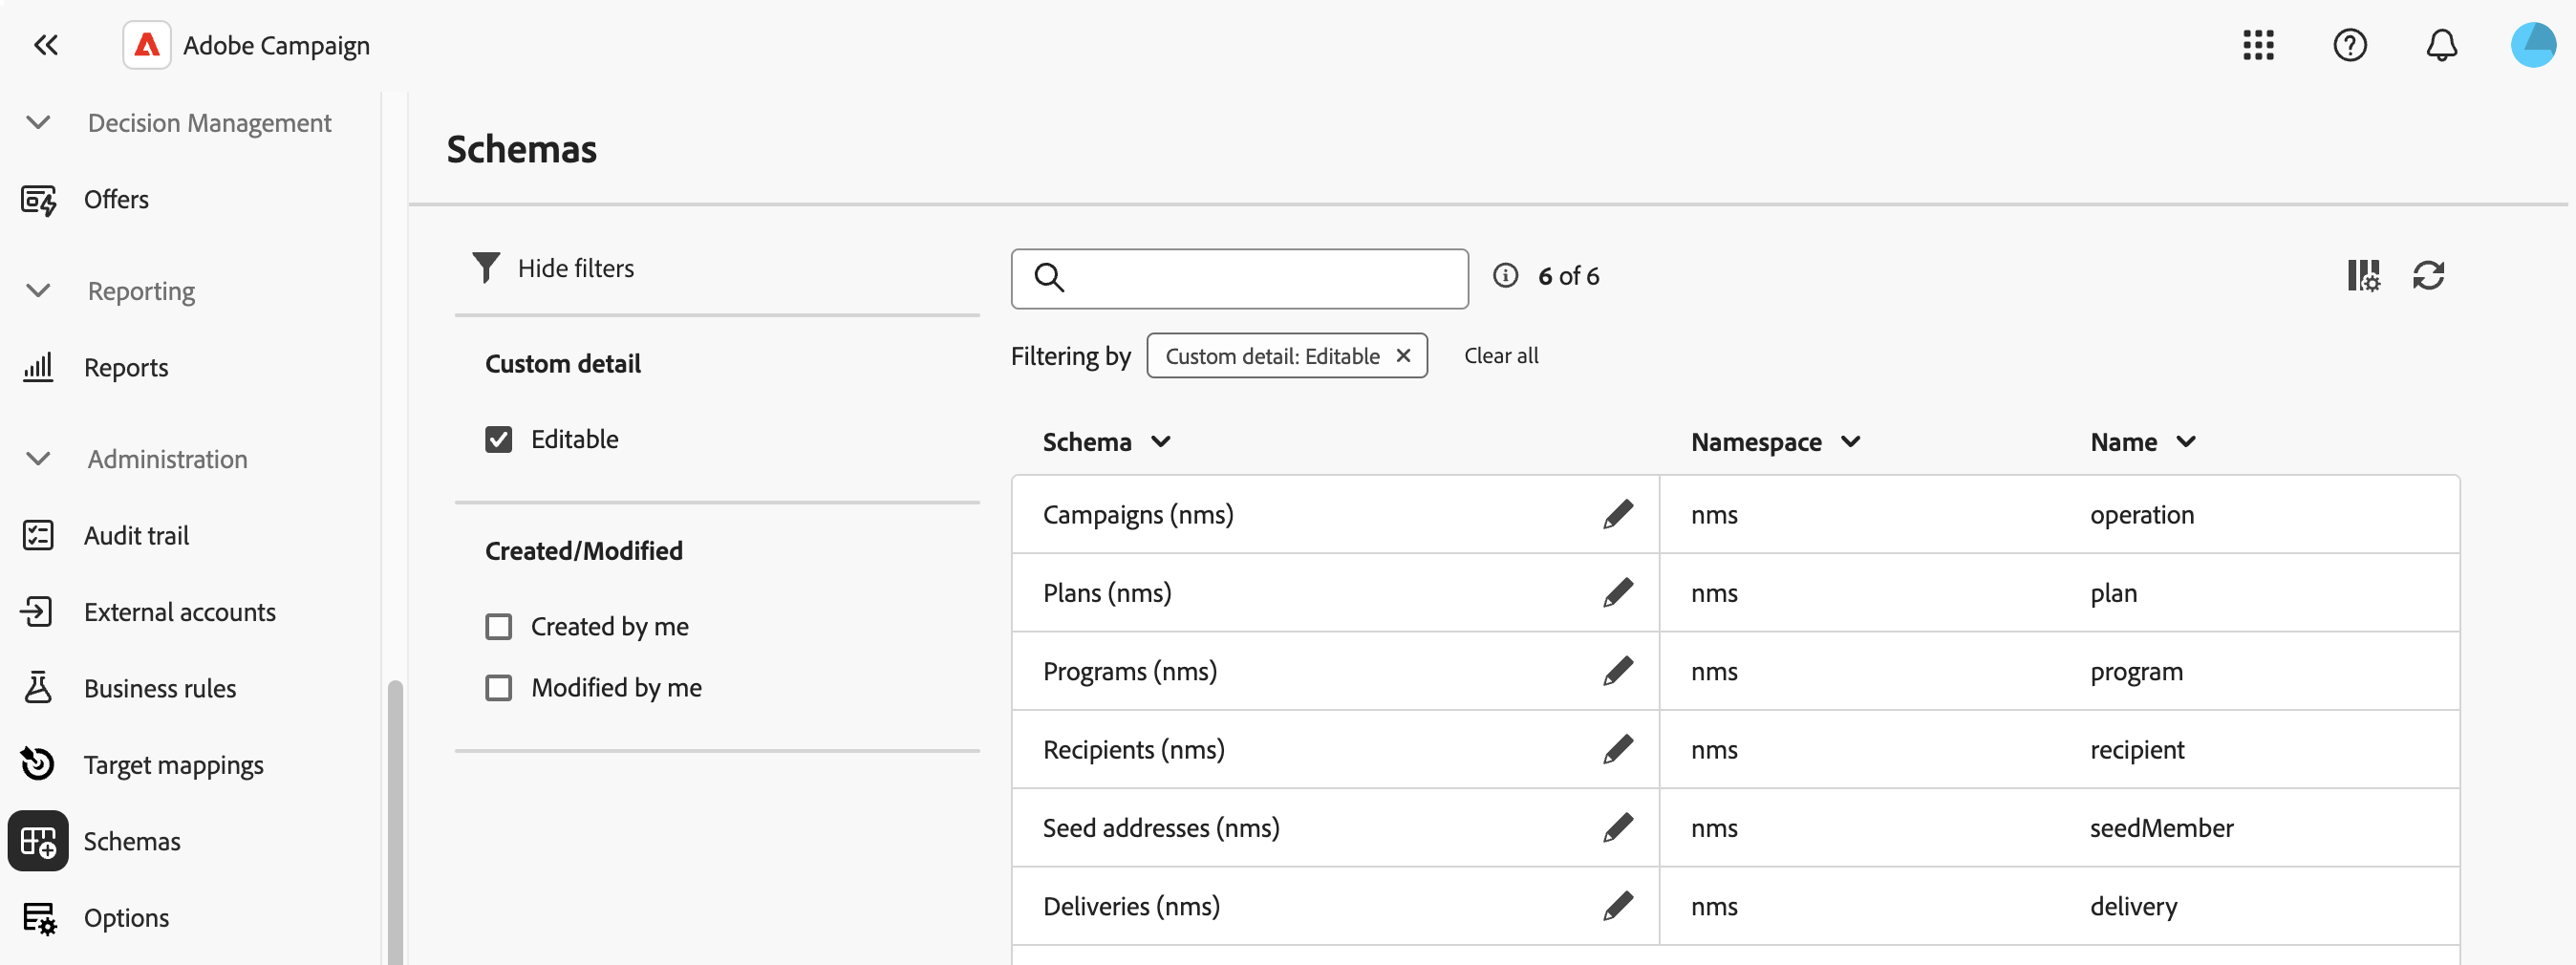 Adobe Campaign
Decision Management
Offers
Reporting
Reports
Administration
Audit trail
External accounts
Business rules
Target mappings
Schemas
Options
Schemas
Hide filters
Custom detail
Editable
Created/Modified
Created by me
Modified by me
6 of 6
Filtering by Custom detail: Editable Clear all
Schema Namespace Name
Campaigns (nms) nms operation
Plans (nms) nms plan
Programs (nms) nms program
Recipients (nms) nms recipient
Seed addresses (nms) nms seedMember
Deliveries (nms) nms delivery